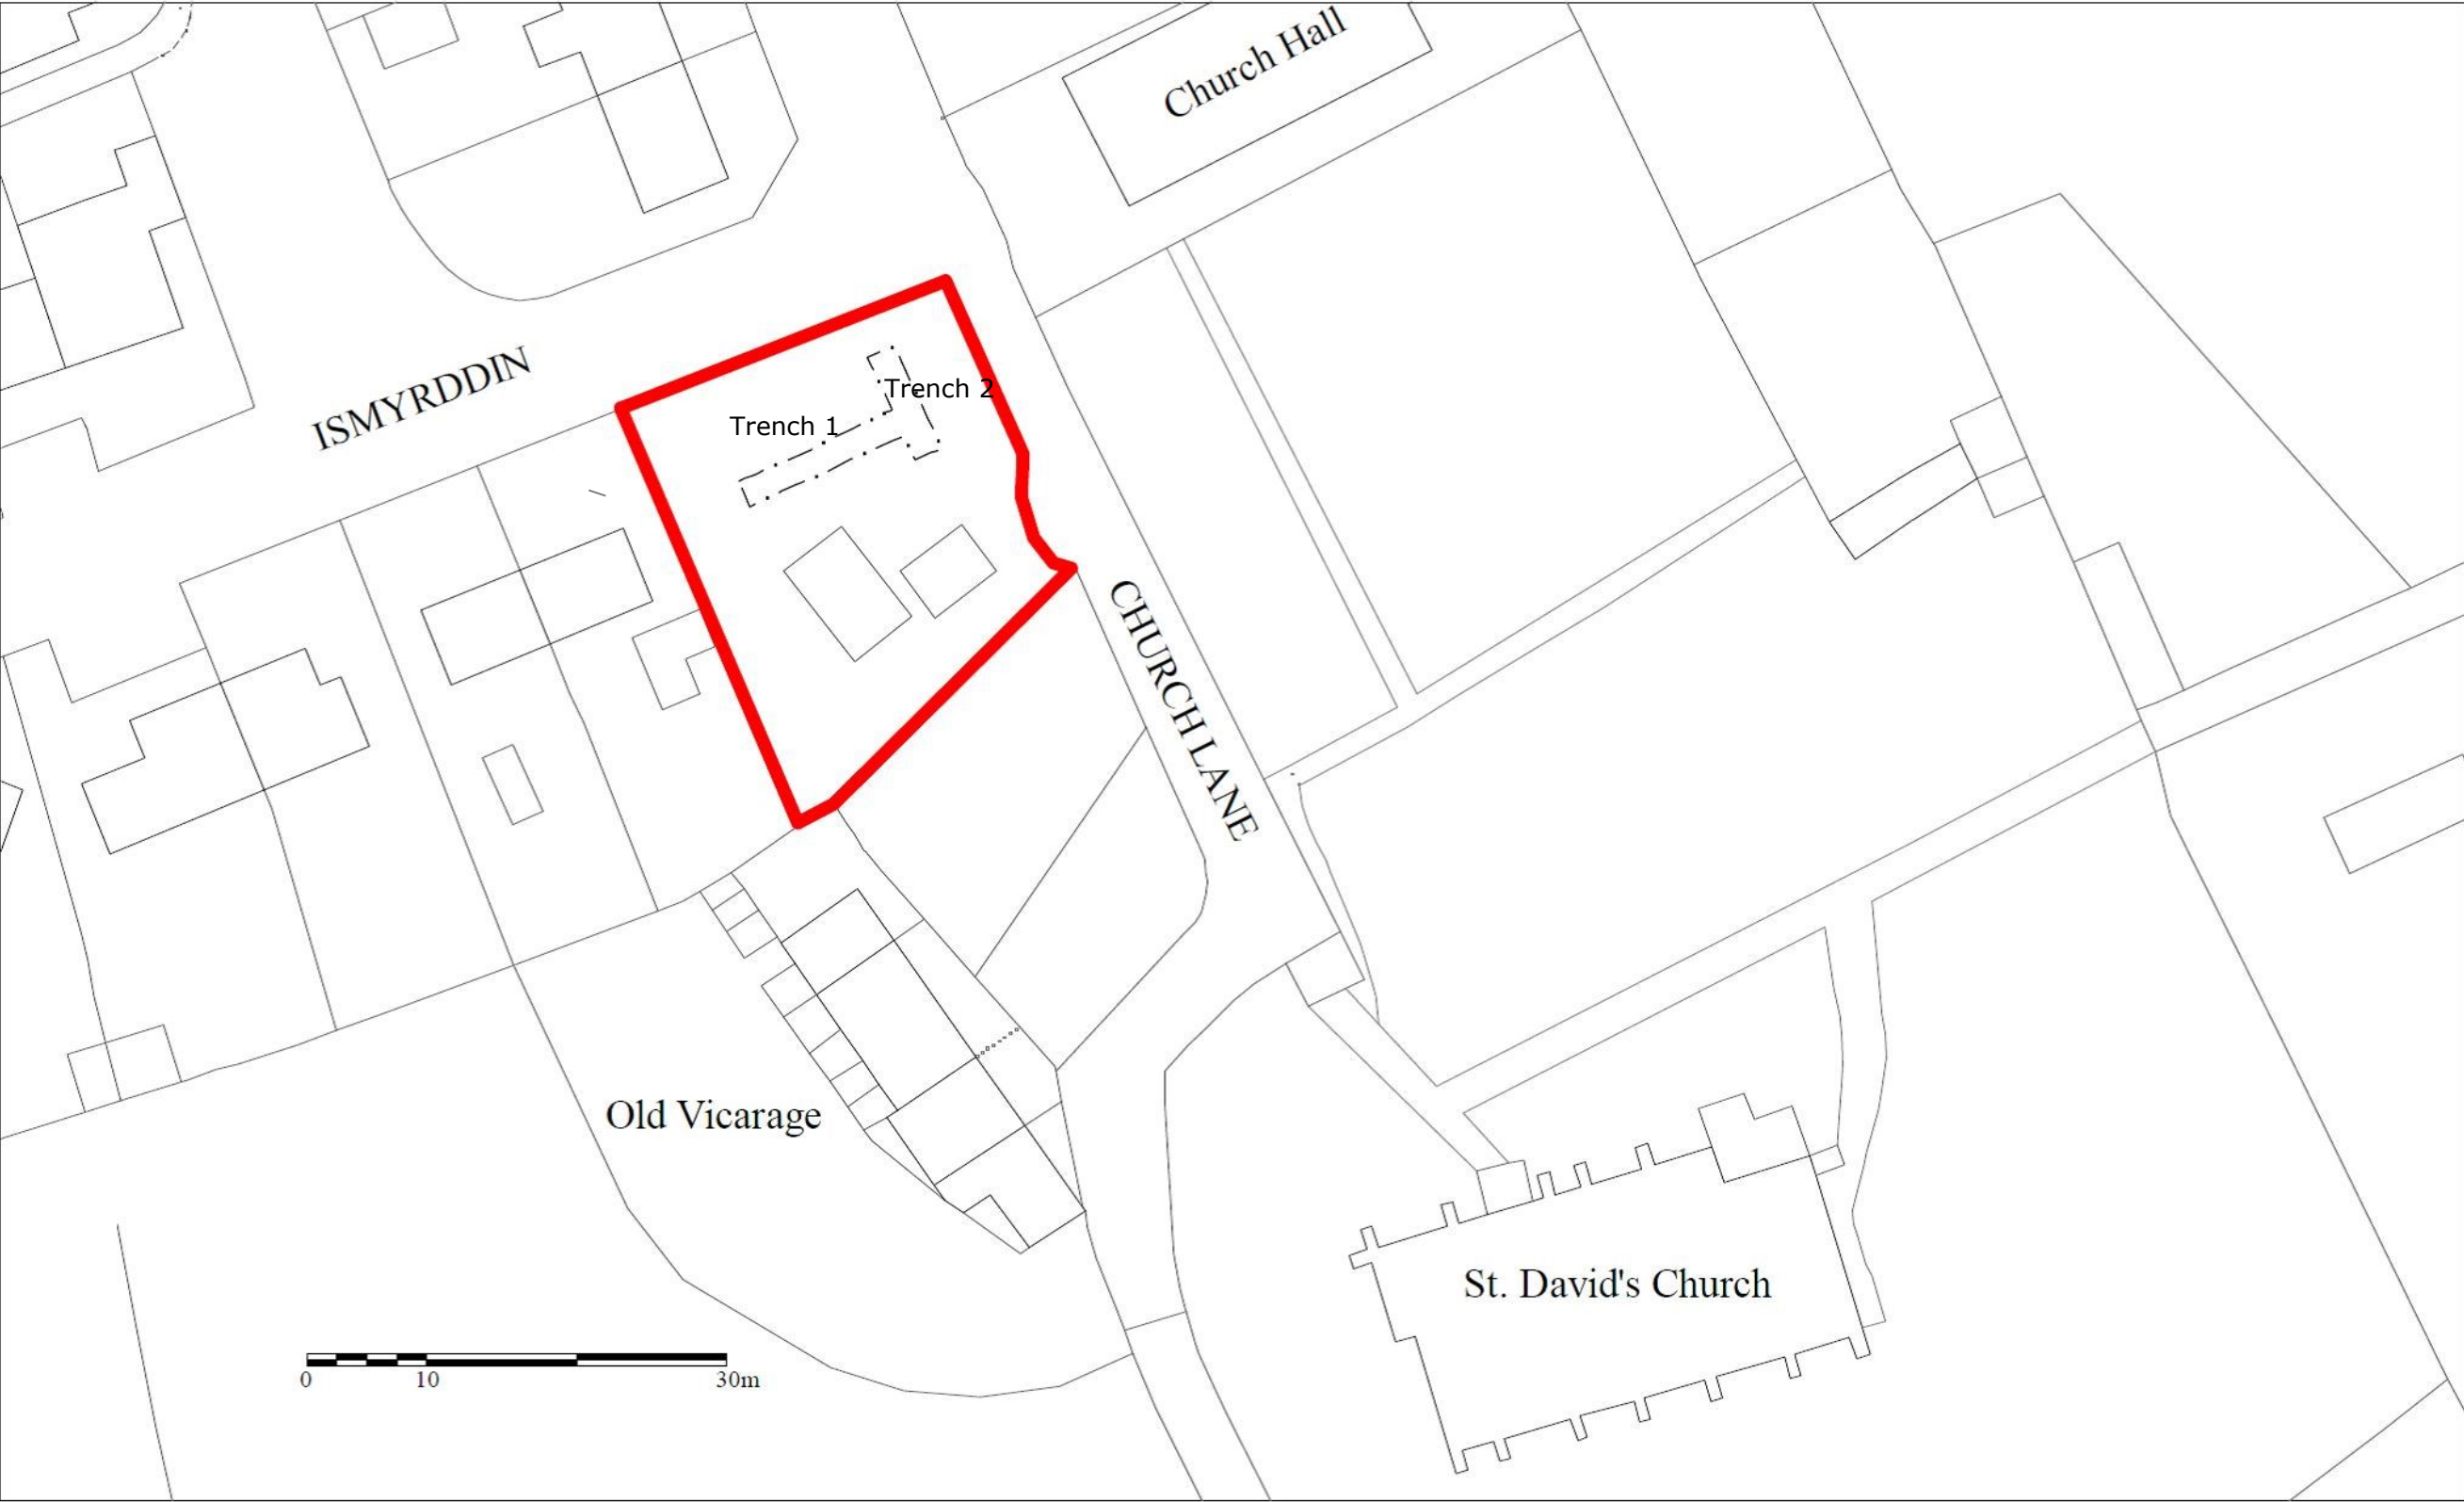 Church Hall
ISMYRDDIN
Trench 2
Trench 1
CHURCH LANE
Old Vicarage
St. David's Church
0 10 30m